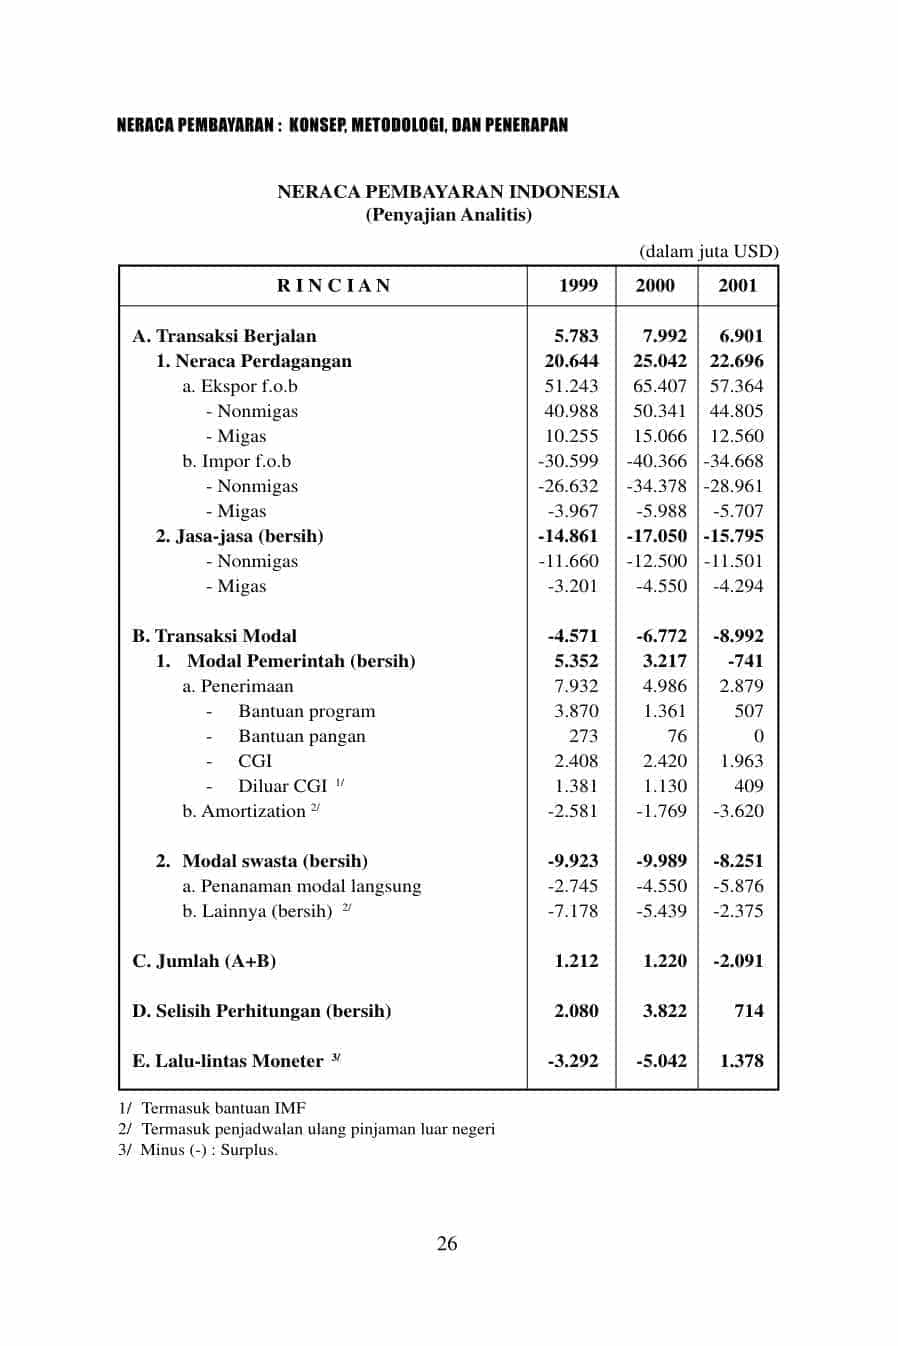 NERACA PEMBAYARAN : KONSEP, METODOLOGI, DAN PENERAPAN
NERACA PEMBAYARAN INDONESIA
(Penyajian Analitis)
(dalam juta USD)
R I N C I A N 1999 2000 2001
A. Transaksi Berjalan 5.783 7.992 6.901
1. Neraca Perdagangan 20.644 25.042 22.696
a. Ekspor f.o.b 51.243 65.407 57.364
- Nonmigas 40.988 50.341 44.805
- Migas 10.255 15.066 12.560
b. Impor f.o.b -30.599 -40.366 -34.668
- Nonmigas -26.632 -34.378 -28.961
- Migas -3.967 -5.988 -5.707
2. Jasa-jasa (bersih) -14.861 -17.050 -15.795
- Nonmigas -11.660 -12.500 -11.501
- Migas -3.201 -4.550 -4.294
B. Transaksi Modal -4.571 -6.772 -8.992
1. Modal Pemerintah (bersih) 5.352 3.217 -741
a. Penerimaan 7.932 4.986 2.879
- Bantuan program 3.870 1.361 507
- Bantuan pangan 273 76 0
- CGI 2.408 2.420 1.963
- Diluar CGI 1/ 1.381 1.130 409
b. Amortization 2/ -2.581 -1.769 -3.620
2. Modal swasta (bersih) -9.923 -9.989 -8.251
a. Penanaman modal langsung -2.745 -4.550 -5.876
b. Lainnya (bersih) 2/ -7.178 -5.439 -2.375
C. Jumlah (A+B) 1.212 1.220 -2.091
D. Selisih Perhitungan (bersih) 2.080 3.822 714
E. Lalu-lintas Moneter 3/ -3.292 -5.042 1.378
1/ Termasuk bantuan IMF
2/ Termasuk penjadwalan ulang pinjaman luar negeri
3/ Minus (-) : Surplus.
26